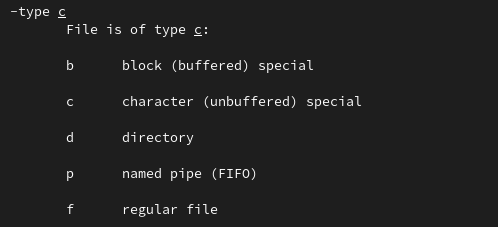 -type c
File is of type c:
b block (buffered) special
c character (unbuffered) special
d directory
p named pipe (FIFO)
f regular file